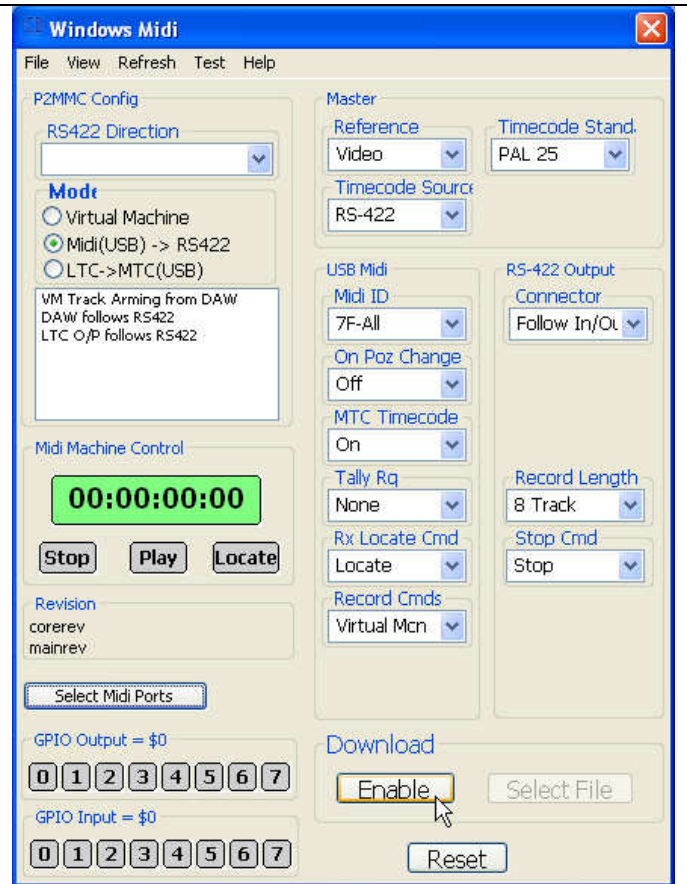 Windows Midi
File View Refresh Test Help
P2MMC Config
RS422 Direction
Mode
Virtual Machine
Midi(USB) -> RS422
LTC->MTC(USB)
VM Track Arming from DAW
DAW follows RS422
LTC O/P follows RS422
Midi Machine Control
00:00:00:00
Stop Play Locate
Revision
corerev
mainrev
Select Midi Ports
GPIO Output = $0
0 1 2 3 4 5 6 7
GPIO Input = $0
0 1 2 3 4 5 6 7
Master
Reference
Video
Timecode Stand.
PAL 25
Timecode Source
RS-422
USB Midi
Midi ID
7F-All
On Poz Change
Off
MTC Timecode
On
Tally Rq
None
Rx Locate Cmd
Locate
Record Cmds
Virtual Mcn
RS-422 Output
Connector
Follow In/Ou
Record Length
8 Track
Stop Cmd
Stop
Download
Enable Select File
Reset